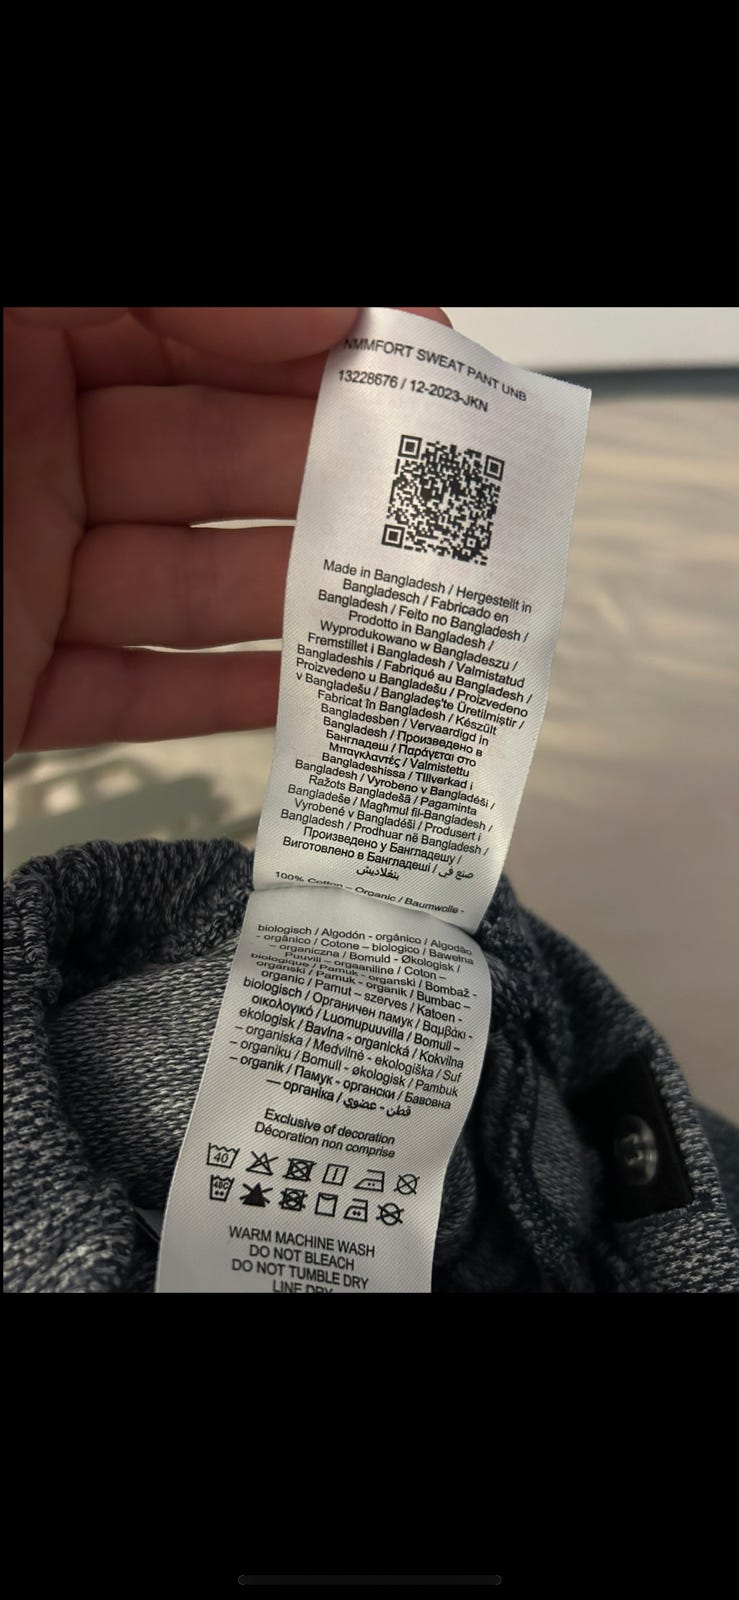 NMMFORT SWEAT PANT UNB
13228676 / 12-2023-JKN
Made in Bangladesh / Hergestellt in
Bangladesch / Fabricado en
Bangladesh / Feito no Bangladesh /
Prodotto in Bangladesh /
Wyprodukowano w Bangladeszu /
Fremstillet i Bangladesh / Valmistatud
Bangladeshis / Fabriqué au Bangladesh /
Proizvedeno u Bangladešu / Proizvedeno
v Bangladešu / Bangladeş'te Üretilmiştir /
Fabricat în Bangladesh / Készült
Bangladesben / Vervaardigd in
Bangladesh / Произведено в
Бангладеш / Παράγεται στο
Μπαγκλαντές / Valmistettu
Bangladeshissa / Tillverkad i
Bangladesh / Vyrobeno v Bangladéši /
Ražots Bangladešā / Pagaminta
Bangladeše / Magħmul fil-Bangladesh /
Vyrobené v Bangladéši / Produsert i
Bangladesh / Prodhuar në Bangladesh /
Произведено у Бангладешу /
Виготовлено в Бангладеші / صنع في
بنغلاديش
100% Cotton – Organic / Baumwolle -
biologisch / Algodón - orgánico / Algodão
- orgânico / Cotone – biologico / Bawełna
– organiczna / Bomuld - Økologisk /
Puuvill – orgaaniline / Coton –
biologique / Pamuk - organski / Bombaž -
organski / Pamuk - organik / Bumbac –
organic / Pamut – szerves / Katoen -
biologisch / Органичен памук / Βαμβάκι -
οικολογικό / Luomupuuvilla / Bomull –
ekologisk / Bavlna - organická / Kokvilna
– organiska / Medvilnė - ekologiška / Suf
– organiku / Bomull - økologisk / Pambuk
– organik / Памук - органски / Бавовна
— органіка / قطن - عضوي
Exclusive of decoration
Décoration non comprise
40
40C
WARM MACHINE WASH
DO NOT BLEACH
DO NOT TUMBLE DRY
LINE DRY